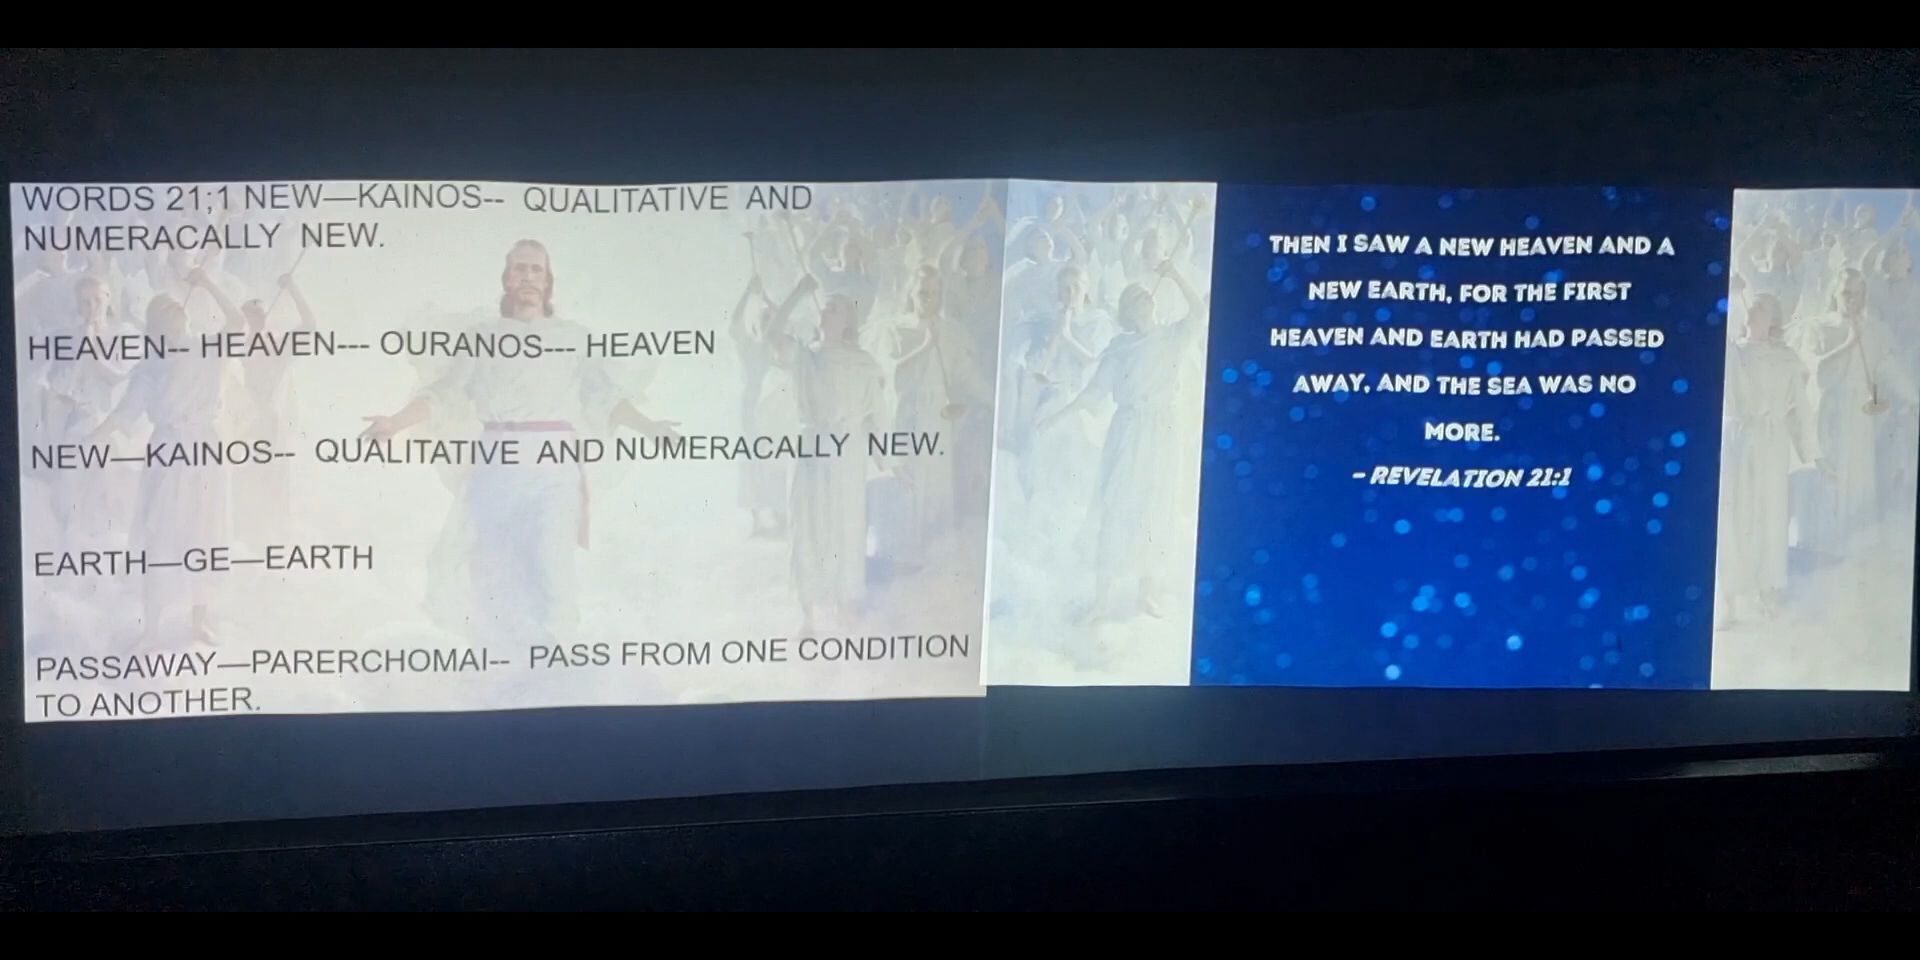 WORDS 21;1 NEW—KAINOS-- QUALITATIVE AND
NUMERACALLY NEW.
HEAVEN-- HEAVEN--- OURANOS--- HEAVEN
NEW—KAINOS-- QUALITATIVE AND NUMERACALLY NEW.
EARTH—GE—EARTH
PASSAWAY—PARERCHOMAI-- PASS FROM ONE CONDITION
TO ANOTHER.
THEN I SAW A NEW HEAVEN AND A
NEW EARTH, FOR THE FIRST
HEAVEN AND EARTH HAD PASSED
AWAY, AND THE SEA WAS NO
MORE.
- REVELATION 21:1